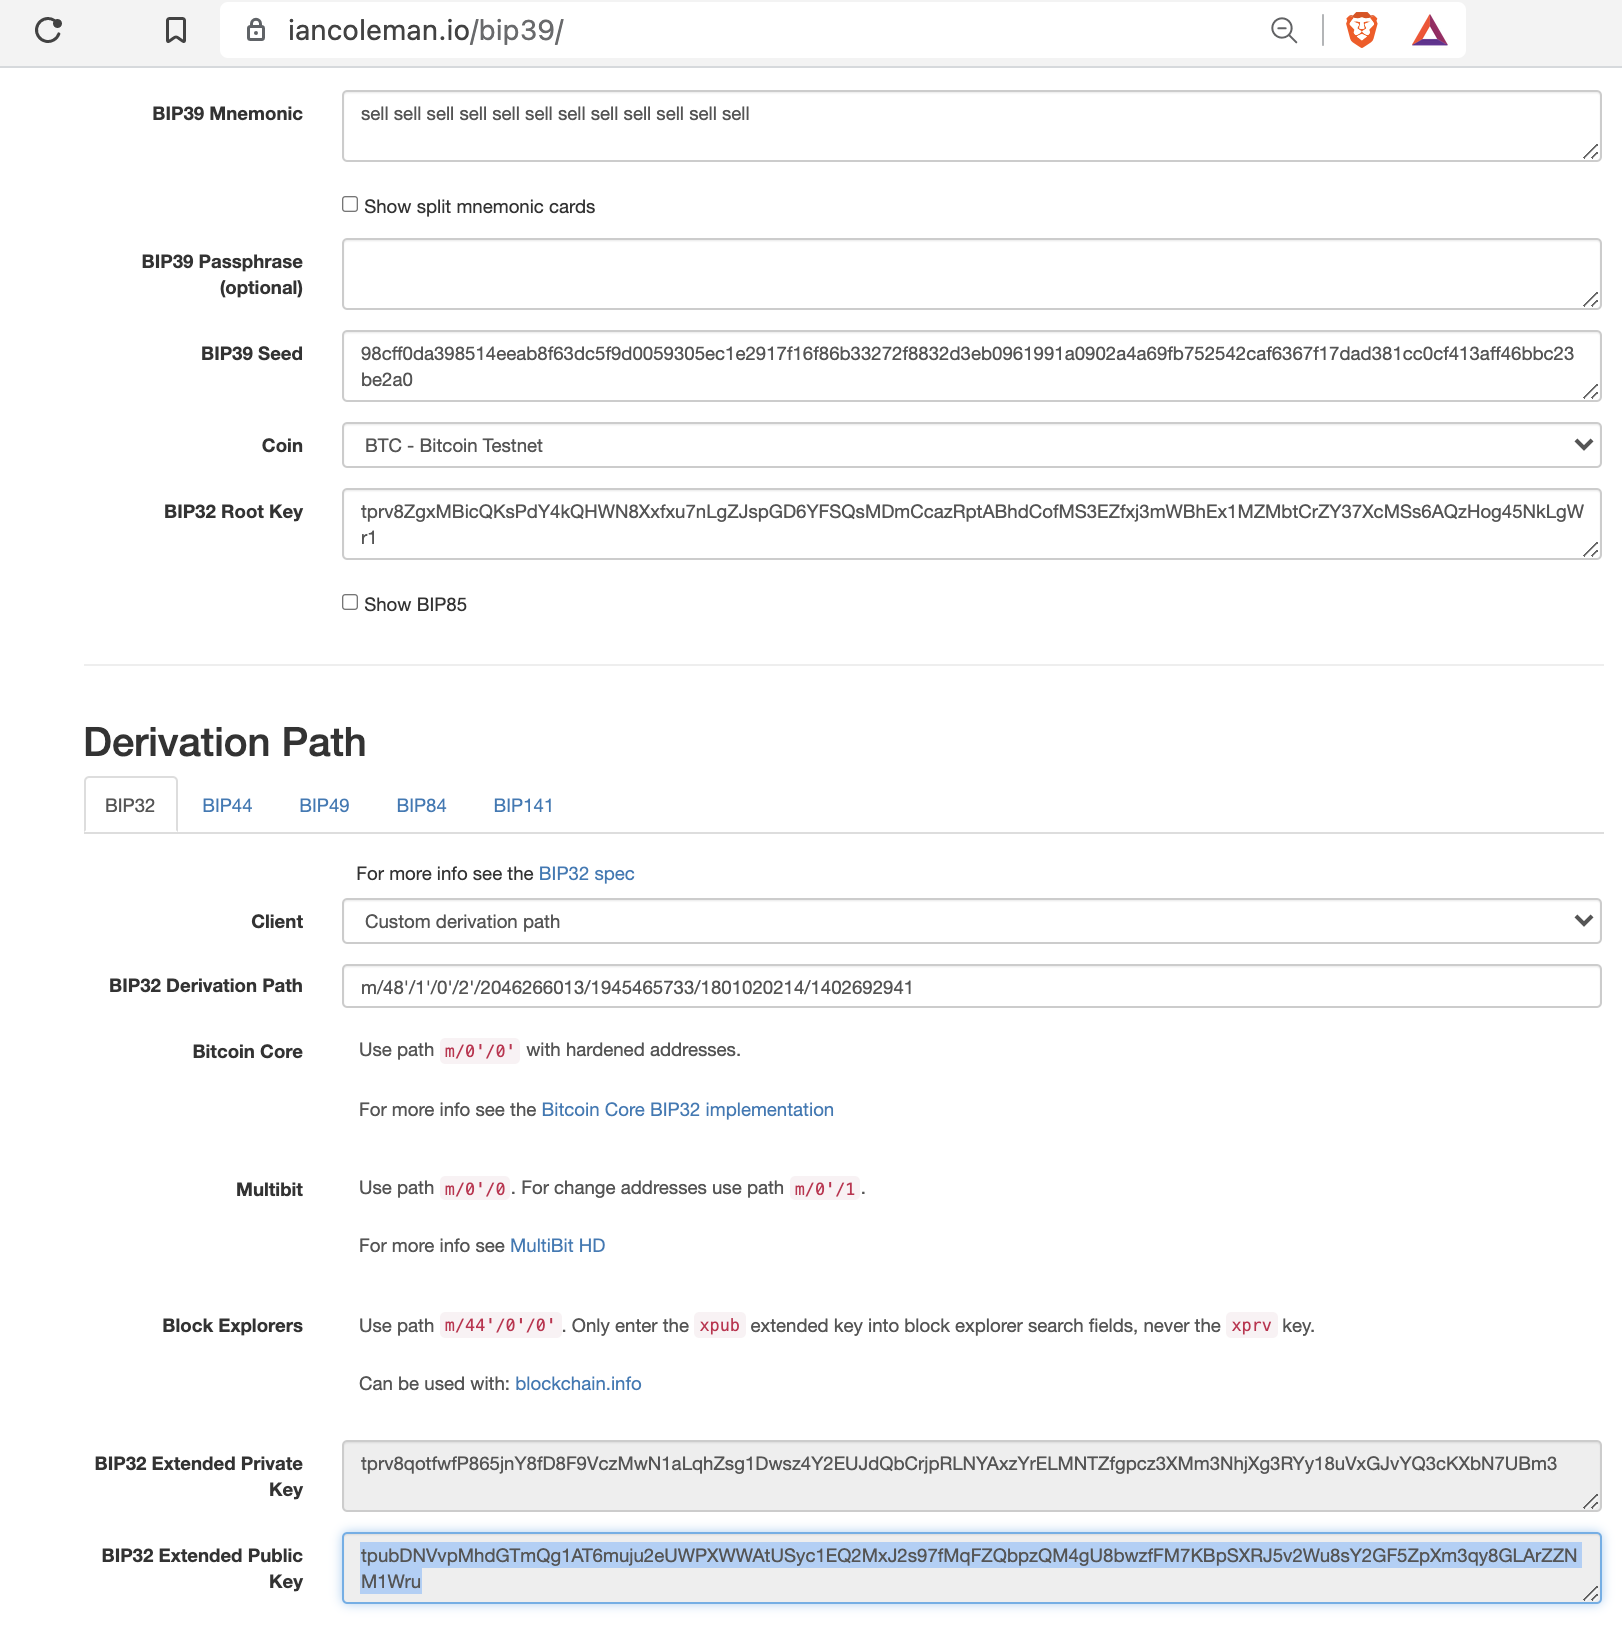 iancoleman.io/bip39/
BIP39 Mnemonic
sell sell sell sell sell sell sell sell sell sell sell sell
Show split mnemonic cards
BIP39 Passphrase
(optional)
BIP39 Seed
98cff0da398514eeab8f63dc5f9d0059305ec1e2917f16f86b33272f8832d3eb0961991a0902a4a69fb752542caf6367f17dad381cc0cf413aff46bbc23
be2a0
Coin
BTC - Bitcoin Testnet
BIP32 Root Key
tprv8ZgxMBicQKsPdY4kQHWN8Xxfxu7nLgZJspGD6YFSQsMDmCcazRptABhdCofMS3EZfxj3mWBhEx1MZMbtCrZY37XcMSs6AQzHog45NkLgW
r1
Show BIP85
Derivation Path
BIP32 BIP44 BIP49 BIP84 BIP141
For more info see the BIP32 spec
Client
Custom derivation path
BIP32 Derivation Path
m/48'/1'/0'/2'/2046266013/1945465733/1801020214/1402692941
Bitcoin Core
Use path m/0'/0' with hardened addresses.
For more info see the Bitcoin Core BIP32 implementation
Multibit
Use path m/0'/0. For change addresses use path m/0'/1.
For more info see MultiBit HD
Block Explorers
Use path m/44'/0'/0'. Only enter the xpub extended key into block explorer search fields, never the xprv key.
Can be used with: blockchain.info
BIP32 Extended Private
Key
tprv8qotfwfP865jnY8fD8F9VczMwN1aLqhZsg1Dwsz4Y2EUJdQbCrjpRLNYAxzYrELMNTZfgpcz3XMm3NhjXg3RYy18uVxGJvYQ3cKXbN7UBm3
BIP32 Extended Public
Key
tpubDNVvpMhdGTmQg1AT6muju2eUWPXWWAtUSyc1EQ2MxJ2s97fMqFZQbpzQM4gU8bwzfFM7KBpSXRJ5v2Wu8sY2GF5ZpXm3qy8GLArZZN
M1Wru